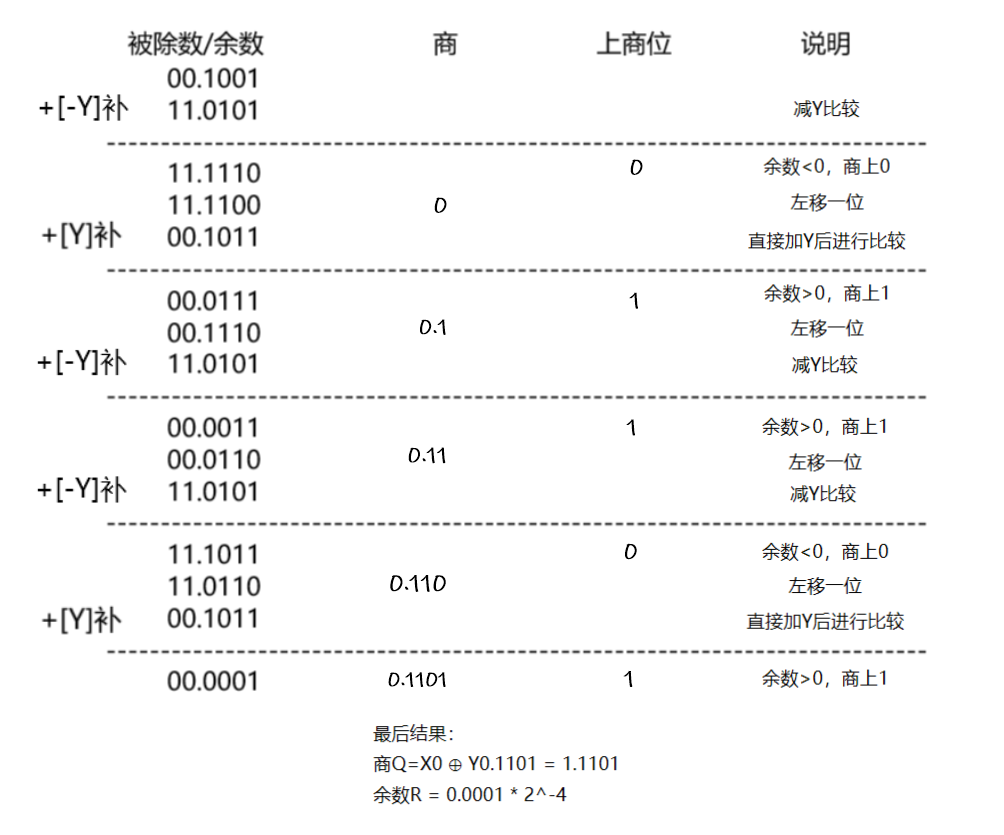 被除数/余数 商 上商位 说明
00.1001
+[-Y]补 11.0101 减Y比较
11.1110 0 余数<0，商上0
11.1100 0 左移一位
+[Y]补 00.1011 直接加Y后进行比较
00.0111 1 余数>0，商上1
00.1110 0.1 左移一位
+[-Y]补 11.0101 减Y比较
00.0011 1 余数>0，商上1
00.0110 0.11 左移一位
+[-Y]补 11.0101 减Y比较
11.1011 0 余数<0，商上0
11.0110 0.110 左移一位
+[Y]补 00.1011 直接加Y后进行比较
00.0001 0.1101 1 余数>0，商上1
最后结果：
商Q=X0 ⊕ Y0.1101 = 1.1101
余数R = 0.0001 * 2^-4